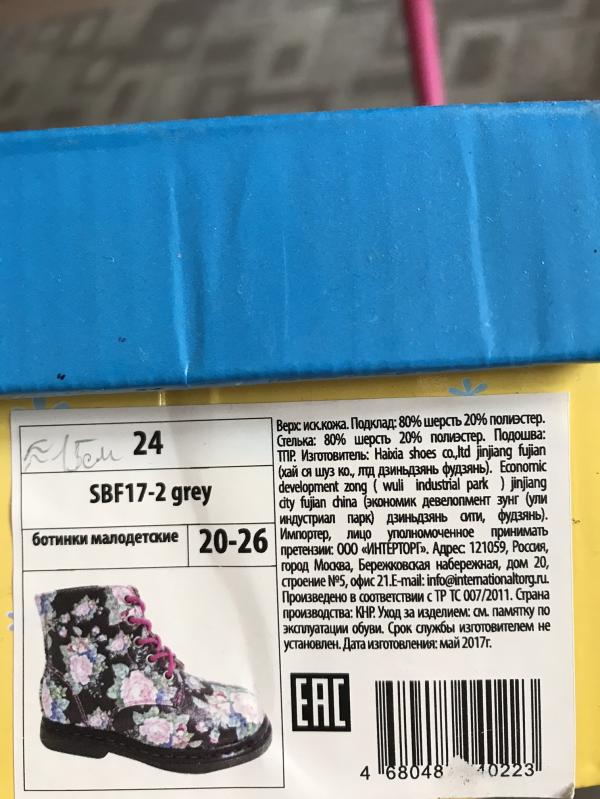 ≈15см 24
SBF17-2 grey
ботинки малодетские 20-26
Верх: иск.кожа. Подклад: 80% шерсть 20% полиэстер.
Стелька: 80% шерсть 20% полиэстер. Подошва:
ТПР. Изготовитель: Haixia shoes co.,ltd jinjiang fujian
(хай ся шуз ко., лтд дзиньдзянь фудзянь). Economic
development zong ( wuli industrial park ) jinjiang
city fujian china (экономик девелопмент зунг (ули
индустриал парк) дзиньдзянь сити, фудзянь).
Импортер, лицо уполномоченное принимать
претензии: ООО «ИНТЕРТОРГ». Адрес: 121059, Россия,
город Москва, Бережковская набережная, дом 20,
строение №5, офис 21.E-mail: info@internationaltorg.ru.
Произведено в соответствии с ТР ТС 007/2011. Страна
производства: КНР. Уход за изделием: см. памятку по
эксплуатации обуви. Срок службы изготовителем не
установлен. Дата изготовления: май 2017г.
EAC
4 68048 40223